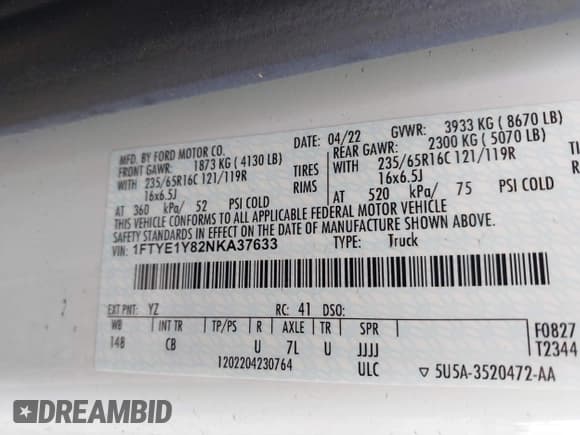 MFD. BY FORD MOTOR CO.
DATE: 04/22 GVWR: 3933 KG ( 8670 LB)
FRONT GAWR: 1873 KG ( 4130 LB)
REAR GAWR: 2300 KG ( 5070 LB)
WITH 235/65R16C 121/119R TIRES
WITH 235/65R16C 121/119R TI
16x6.5J RIMS
16x6.5J RI
AT 360 kPa/ 52 PSI COLD
AT 520 kPa/ 75 PSI COLD
THIS VEHICLE CONFORMS TO ALL APPLICABLE FEDERAL MOTOR VEHICLE
SAFETY STANDARDS IN EFFECT ON THE DATE OF MANUFACTURE SHOWN ABOVE.
VIN: 1FTYE1Y82NKA37633 TYPE: Truck
EXT PNT: YZ RC: 41 DSO:
WB INT TR TP/PS R AXLE TR SPR F0827
148 CB U 7L U JJJJ T2344
1202204230764 ULC ▽ 5U5A-3520472-AA
DREAMBID